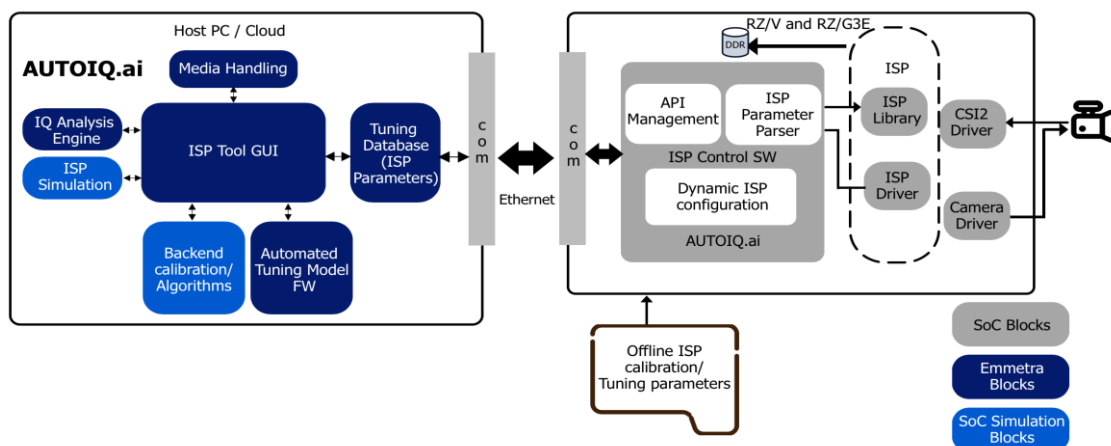 Host PC / Cloud
AUTOIQ.ai
Media Handling
IQ Analysis
Engine
ISP
Simulation
ISP Tool GUI
Tuning
Database
(ISP
Parameters)
Backend
calibration/
Algorithms
Automated
Tuning Model
FW
com
Ethernet
com
RZ/V and RZ/G3E
DDR
API
Management
ISP
Parameter
Parser
ISP Control SW
Dynamic ISP
configuration
AUTOIQ.ai
ISP
ISP
Library
ISP
Driver
CSI2
Driver
Camera
Driver
Offline ISP
calibration/
Tuning parameters
SoC Blocks
Emmetra
Blocks
SoC Simulation
Blocks